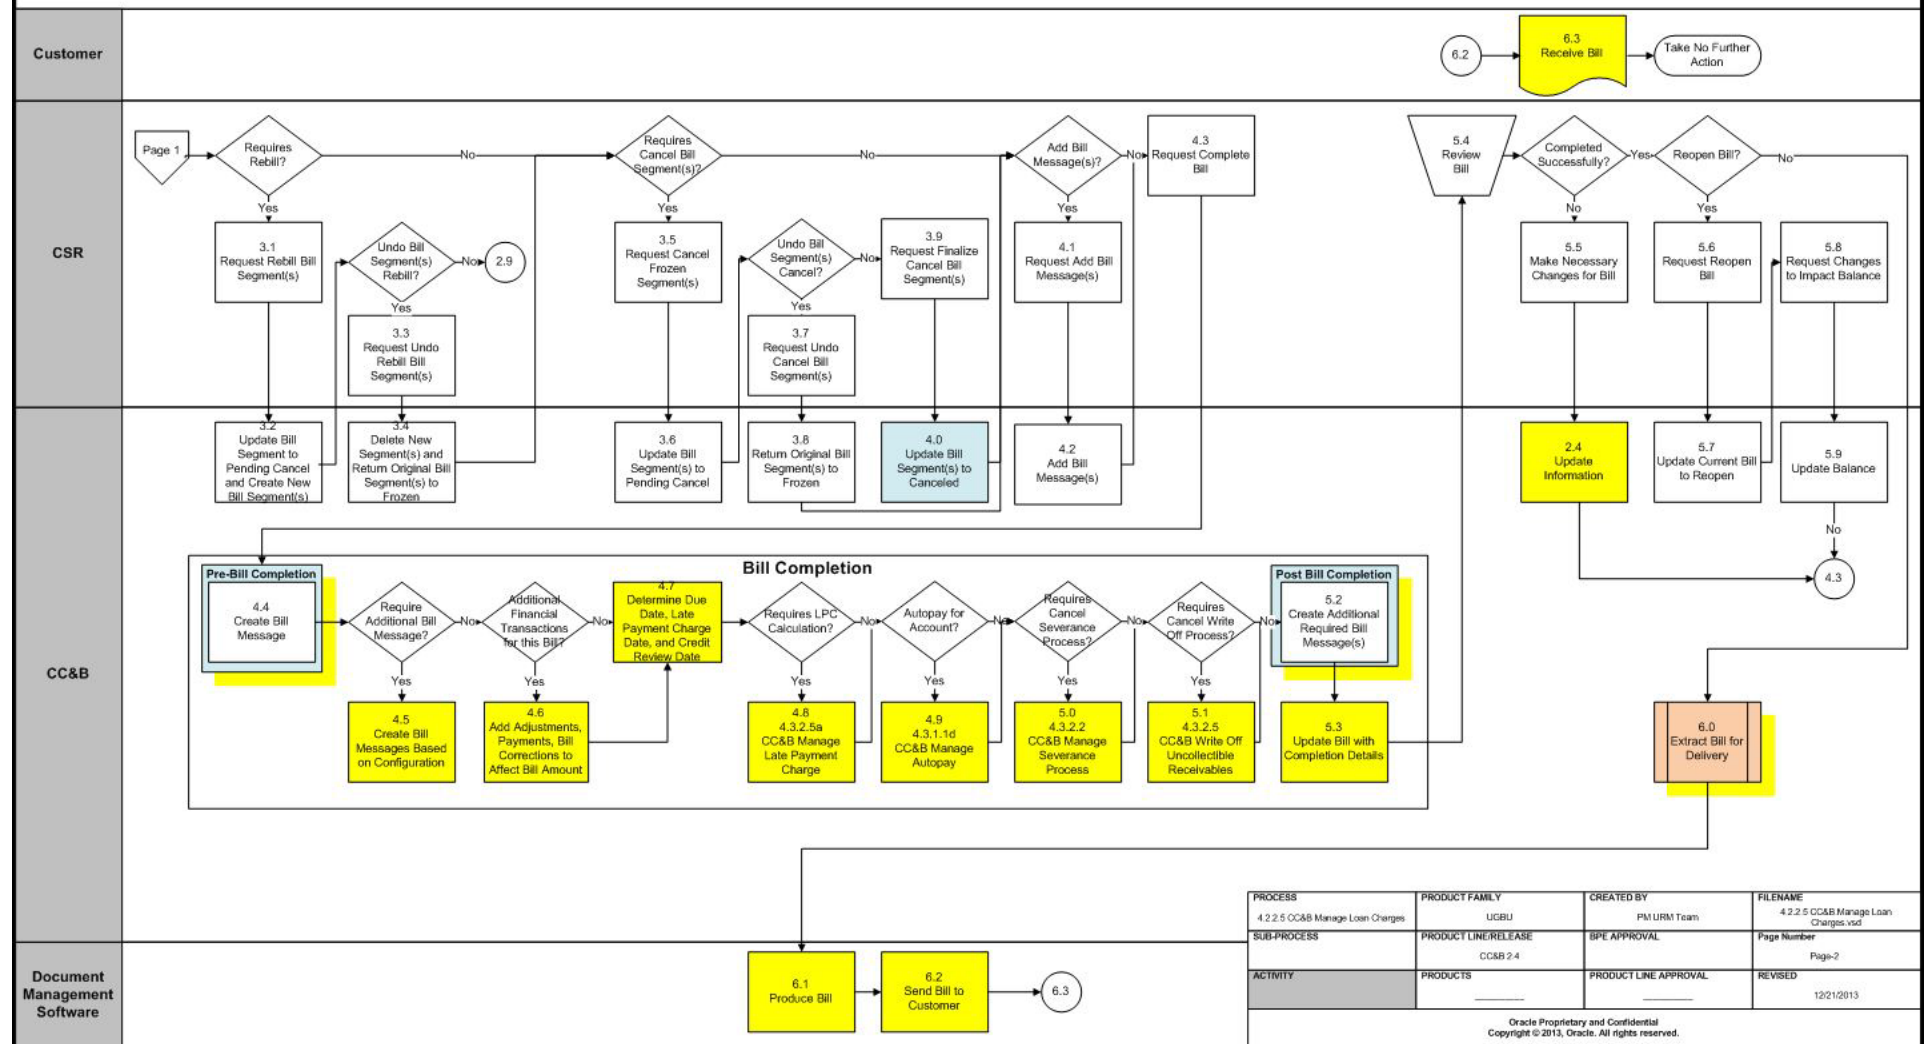 Customer
6.2
6.3
Receive Bill
Take No Further
Action
CSR
Page 1
Requires
Rebill?
No
Yes
3.1
Request Rebill Bill
Segment(s)
Undo Bill
Segment(s)
Rebill?
No
2.9
Yes
3.3
Request Undo
Rebill Bill
Segment(s)
Requires
Cancel Bill
Segment(s)?
No
Yes
3.5
Request Cancel
Frozen
Segment(s)
Undo Bill
Segment(s)
Cancel?
No
Yes
3.7
Request Undo
Cancel Bill
Segment(s)
3.9
Request Finalize
Cancel Bill
Segment(s)
Add Bill
Message(s)?
No
Yes
4.1
Request Add Bill
Message(s)
4.3
Request Complete
Bill
5.4
Review
Bill
Completed
Successfully?
Yes
No
5.5
Make Necessary
Changes for Bill
Reopen Bill?
No
Yes
5.6
Request Reopen
Bill
5.8
Request Changes
to Impact Balance
CC&B
3.2
Update Bill
Segment to
Pending Cancel
and Create New
Bill Segment(s)
3.4
Delete New
Segment(s) and
Return Original Bill
Segment(s) to
Frozen
3.6
Update Bill
Segment(s) to
Pending Cancel
3.8
Return Original Bill
Segment(s) to
Frozen
4.0
Update Bill
Segment(s) to
Canceled
4.2
Add Bill
Message(s)
2.4
Update
Information
5.7
Update Current Bill
to Reopen
5.9
Update Balance
No
4.3
Bill Completion
Pre-Bill Completion
4.4
Create Bill
Message
Require
Additional Bill
Message?
No
Yes
4.5
Create Bill
Messages Based
on Configuration
Additional
Financial
Transactions
for this Bill?
No
Yes
4.6
Add Adjustments,
Payments, Bill
Corrections to
Affect Bill Amount
4.7
Determine Due
Date, Late
Payment Charge
Date, and Credit
Review Date
Requires LPC
Calculation?
No
Yes
4.8
4.3.2.5a
CC&B Manage
Late Payment
Charge
Autopay for
Account?
No
Yes
4.9
4.3.1.1d
CC&B Manage
Autopay
Requires
Cancel
Severance
Process?
No
Yes
5.0
4.3.2.2
CC&B Manage
Severance
Process
Requires
Cancel Write
Off Process?
No
Yes
5.1
4.3.2.5
CC&B Write Off
Uncollectible
Receivables
Post Bill Completion
5.2
Create Additional
Required Bill
Message(s)
5.3
Update Bill with
Completion Details
6.0
Extract Bill for
Delivery
Document
Management
Software
6.1
Produce Bill
6.2
Send Bill to
Customer
6.3
PROCESS
4.2.2.5 CC&B Manage Loan Charges
PRODUCT FAMILY
UGBU
CREATED BY
PM URM Team
FILENAME
4.2.2.5 CC&B Manage Loan
Charges.vsd
SUB-PROCESS
PRODUCT LINE/RELEASE
CC&B 2.4
BPE APPROVAL
Page Number
Page-2
ACTIVITY
PRODUCTS
PRODUCT LINE APPROVAL
REVISED
12/21/2013
Oracle Proprietary and Confidential
Copyright © 2013, Oracle. All rights reserved.